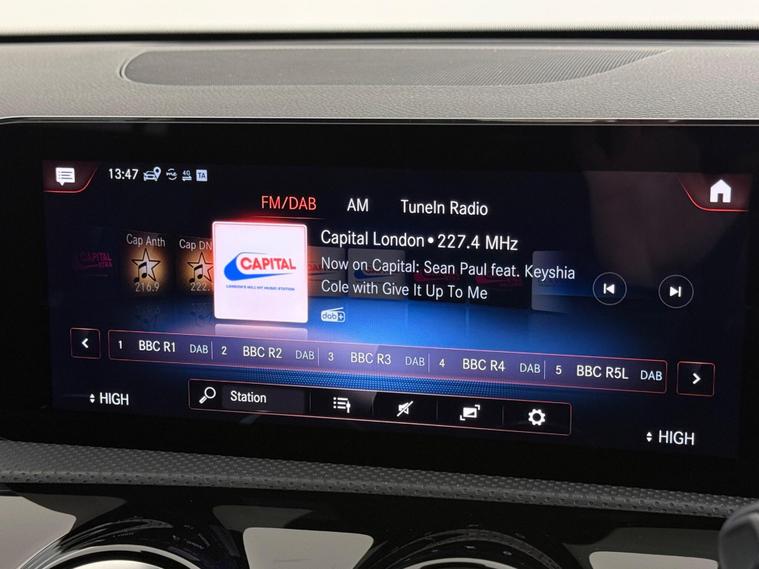 13:47 4G TA
FM/DAB AM TuneIn Radio
Cap Anth
216.9
Cap DN
222.
CAPITAL
LONDON'S NO.1 HIT MUSIC STATION
Capital London • 227.4 MHz
Now on Capital: Sean Paul feat. Keyshia
Cole with Give It Up To Me
dab+
1 BBC R1 DAB 2 BBC R2 DAB 3 BBC R3 DAB 4 BBC R4 DAB 5 BBC R5L DAB
Station
HIGH
HIGH